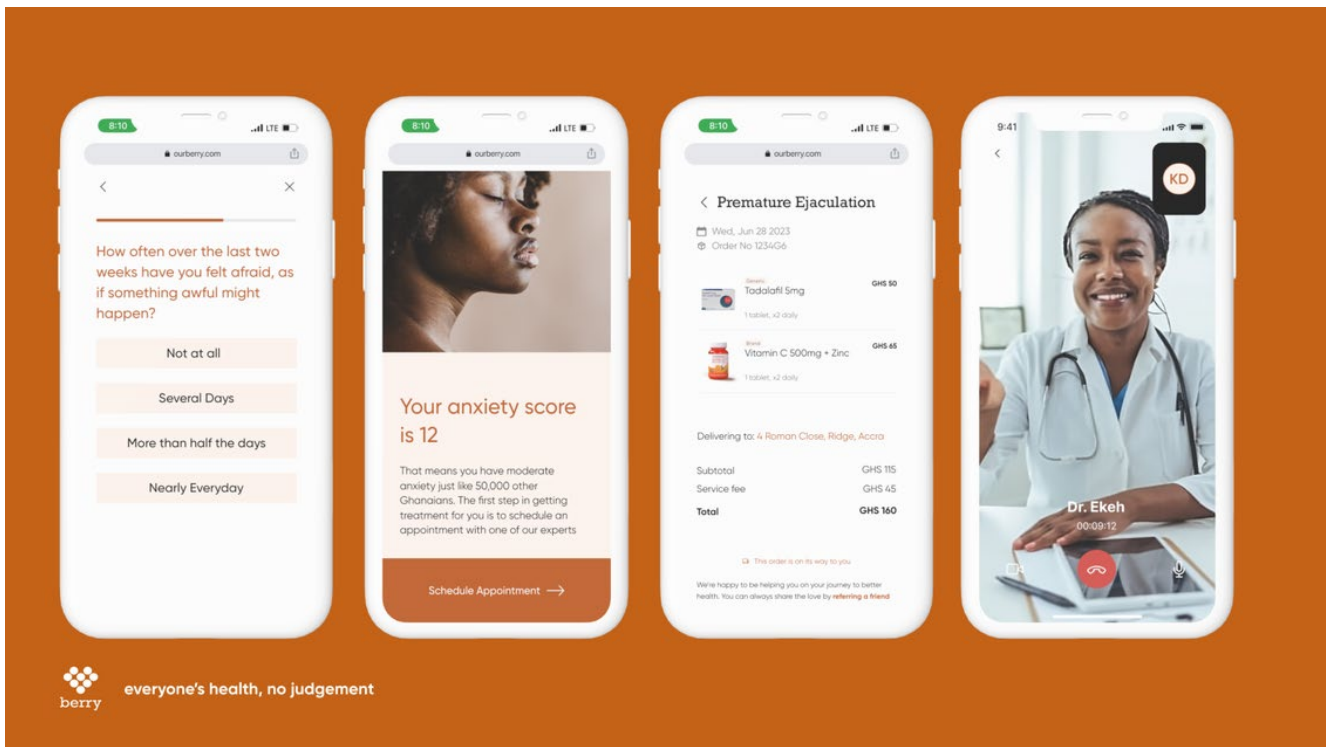 8:10
LTE
ourberry.com
How often over the last two
weeks have you felt afraid, as
if something awful might
happen?
Not at all
Several Days
More than half the days
Nearly Everyday
8:10
LTE
ourberry.com
Your anxiety score
is 12
That means you have moderate
anxiety just like 50,000 other
Ghanaians. The first step in getting
treatment for you is to schedule an
appointment with one of our experts
Schedule Appointment
8:10
LTE
ourberry.com
Premature Ejaculation
Wed, Jun 28 2023
Order No 1234G6
Generic
Tadalafil 5mg
GHS 50
1 tablet, x2 daily
Brand
Vitamin C 500mg + Zinc
GHS 65
1 tablet, x2 daily
Delivering to: 4 Roman Close, Ridge, Accra
Subtotal GHS 115
Service fee GHS 45
Total GHS 160
This order is on its way to you
We're happy to be helping you on your journey to better
health. You can always share the love by referring a friend
9:41
KD
Dr. Ekeh
00:09:12
berry
everyone's health, no judgement